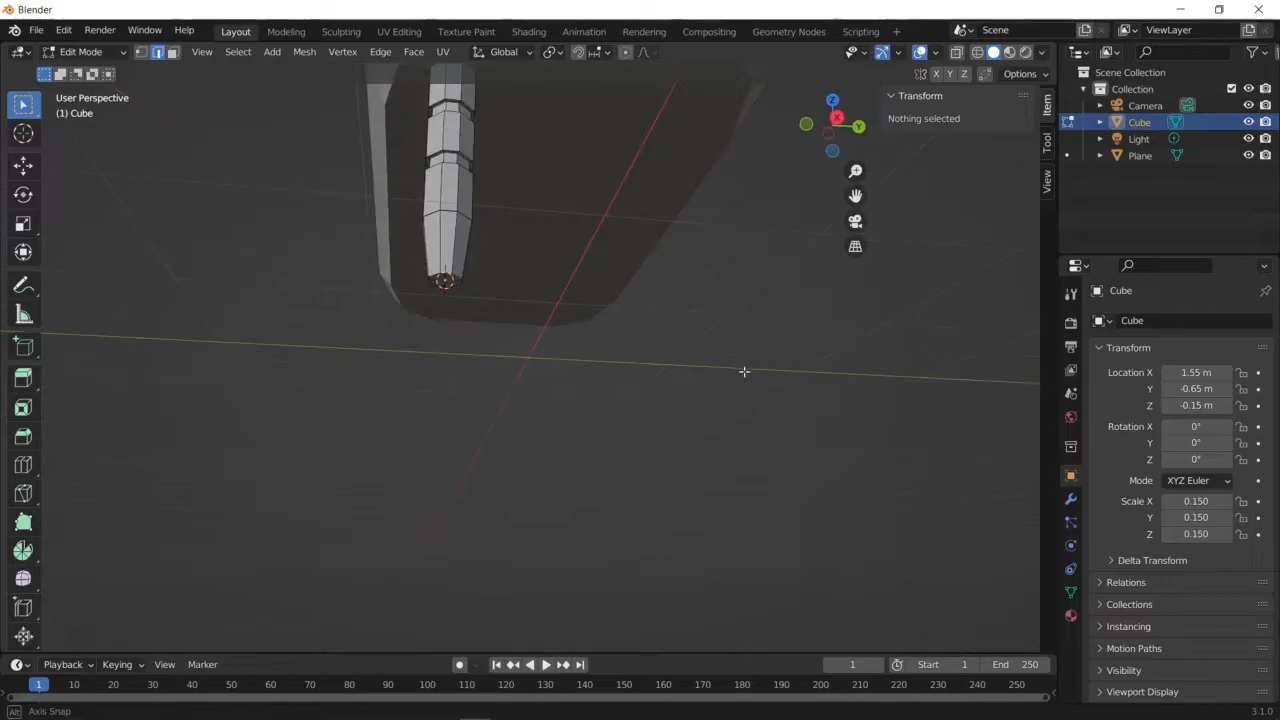 Blender
File Edit Render Window Help Layout Modeling Sculpting UV Editing Texture Paint Shading Animation Rendering Compositing Geometry Nodes Scripting + Scene ViewLayer
Edit Mode View Select Add Mesh Vertex Edge Face UV Global
X Y Z Options
User Perspective
(1) Cube
Transform
Nothing selected
Item
Tool
View
Z
X
Y
Scene Collection
Collection
Camera
Cube
Light
Plane
Cube
Cube
Transform
Location X 1.55 m
Y -0.65 m
Z -0.15 m
Rotation X 0°
Y 0°
Z 0°
Mode XYZ Euler
Scale X 0.150
Y 0.150
Z 0.150
Delta Transform
Relations
Collections
Instancing
Motion Paths
Visibility
Viewport Display
Playback Keying View Marker 1 Start 1 End 250
1 10 20 30 40 50 60 70 80 90 100 110 120 130 140 150 160 170 180 190 200 210 220 230 240 250
Alt Axis Snap 3.1.0